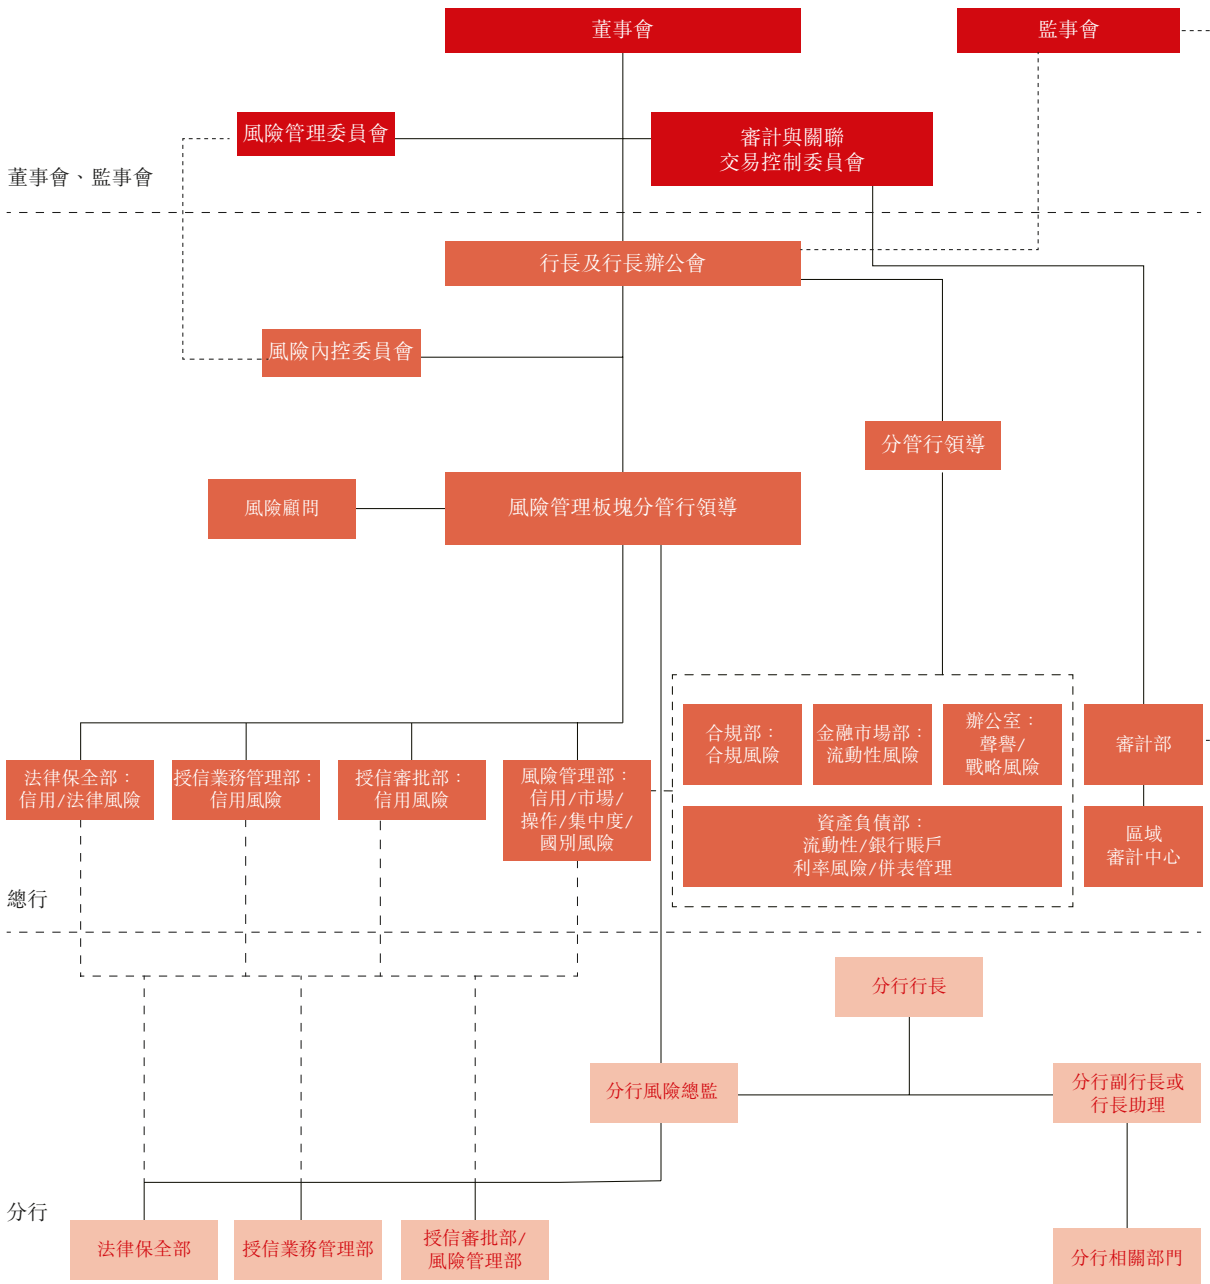 董事會
監事會
風險管理委員會
審計與關聯
交易控制委員會
董事會、監事會
行長及行長辦公會
風險內控委員會
分管行領導
風險顧問
風險管理板塊分管行領導
合規部：
合規風險
金融市場部：
流動性風險
辦公室：
聲譽/
戰略風險
審計部
法律保全部：
信用/法律風險
授信業務管理部：
信用風險
授信審批部：
信用風險
風險管理部：
信用/市場/
操作/集中度/
國別風險
資產負債部：
流動性/銀行賬戶
利率風險/併表管理
區域
審計中心
總行
分行行長
分行風險總監
分行副行長或
行長助理
分行
法律保全部
授信業務管理部
授信審批部/
風險管理部
分行相關部門